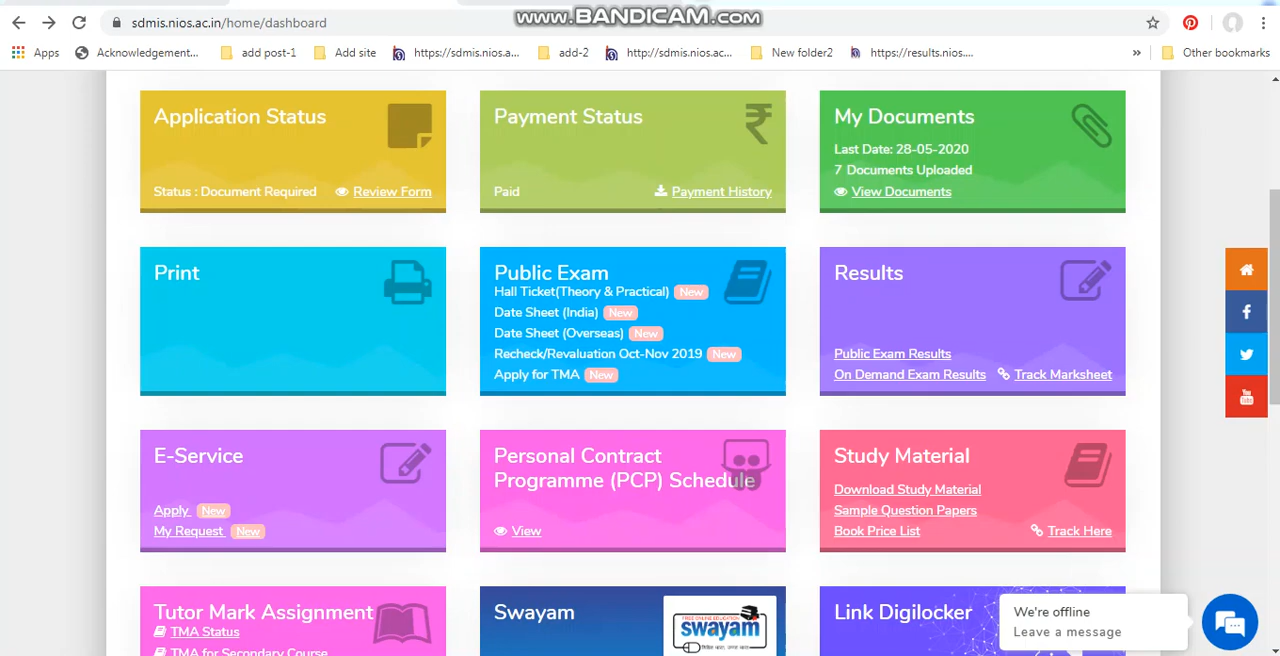 www.BANDICAM.com
sdmis.nios.ac.in/home/dashboard
Apps
Acknowledgement...
add post-1
Add site
https://sdmis.nios.a...
add-2
http://sdmis.nios.ac...
New folder2
https://results.nios....
»
Other bookmarks
Application Status
Status : Document Required
Review Form
Payment Status
Paid
Payment History
My Documents
Last Date: 28-05-2020
7 Documents Uploaded
View Documents
Print
Public Exam
Hall Ticket(Theory & Practical) New
Date Sheet (India) New
Date Sheet (Overseas) New
Recheck/Revaluation Oct-Nov 2019 New
Apply for TMA New
Results
Public Exam Results
On Demand Exam Results
Track Marksheet
E-Service
Apply New
My Request New
Personal Contract
Programme (PCP) Schedule
View
Study Material
Download Study Material
Sample Question Papers
Book Price List
Track Here
Tutor Mark Assignment
TMA Status
TMA for Secondary Course
Swayam
FREE ONLINE EDUCATION
swayam
Link Digilocker
We're offline
Leave a message